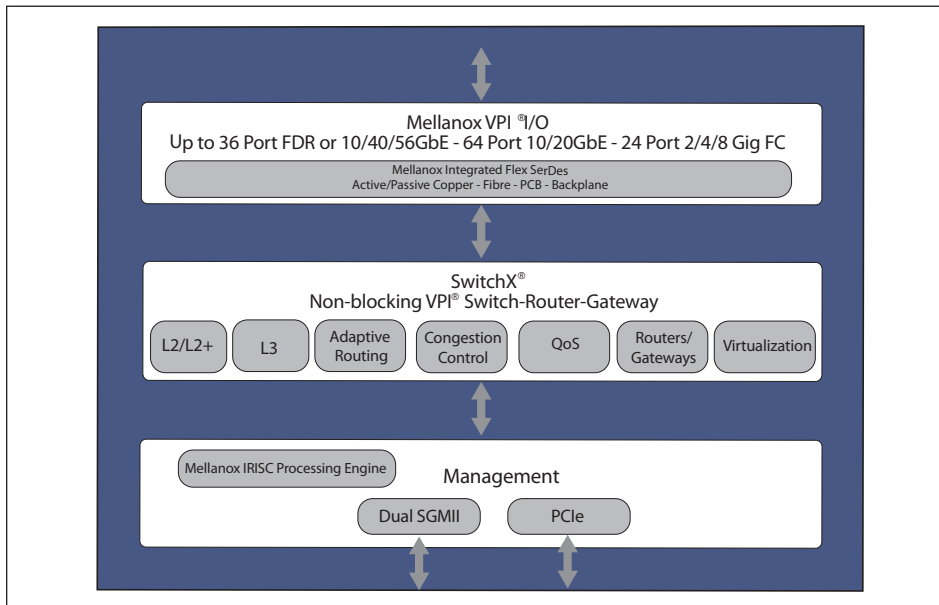 Mellanox VPI ®I/O
Up to 36 Port FDR or 10/40/56GbE - 64 Port 10/20GbE - 24 Port 2/4/8 Gig FC
Mellanox Integrated Flex SerDes
Active/Passive Copper - Fibre - PCB - Backplane
SwitchX®
Non-blocking VPI® Switch-Router-Gateway
L2/L2+
L3
Adaptive
Routing
Congestion
Control
QoS
Routers/
Gateways
Virtualization
Mellanox IRISC Processing Engine
Management
Dual SGMII
PCIe